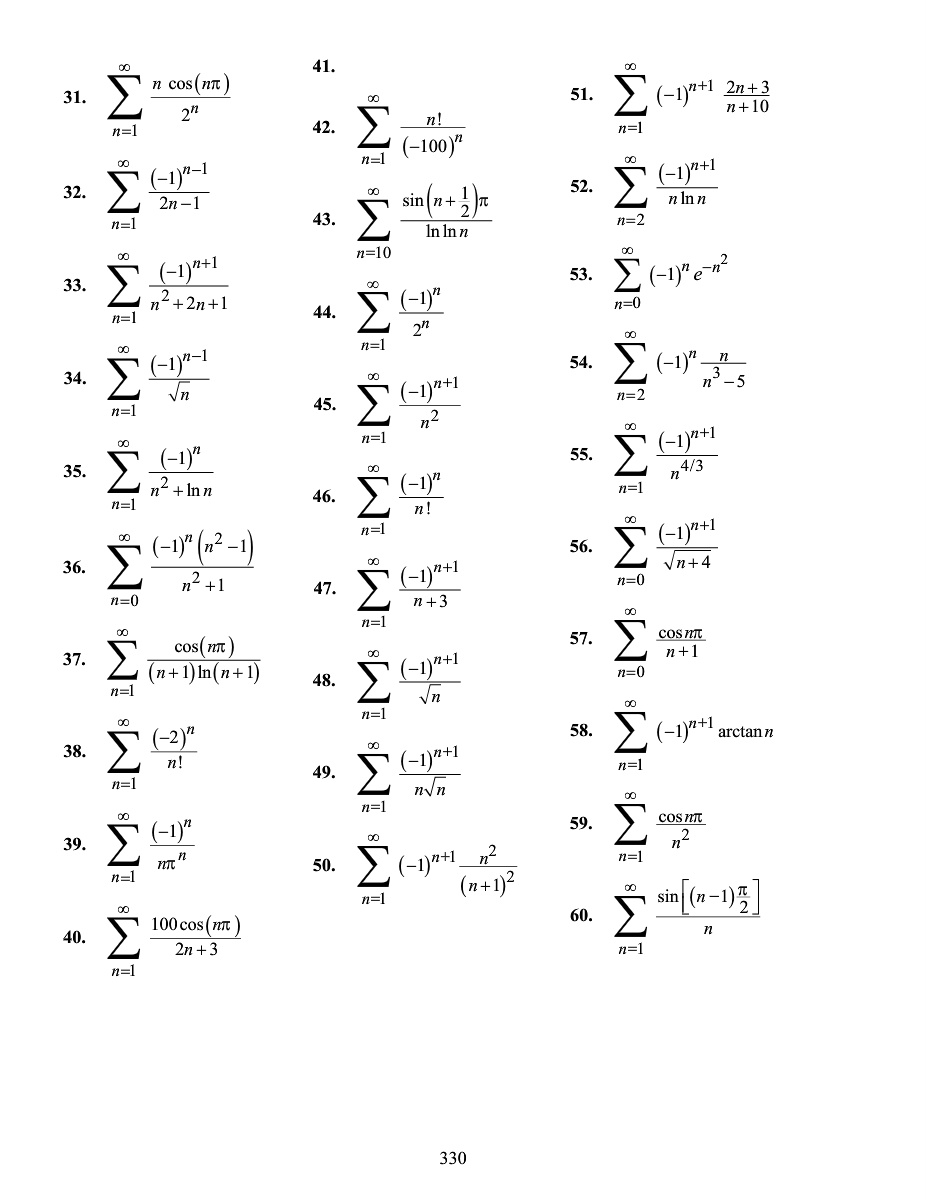 31. \sum_{n=1}^{\infty} \frac{n \cos(n\pi)}{2^n}
32. \sum_{n=1}^{\infty} \frac{(-1)^{n-1}}{2n-1}
33. \sum_{n=1}^{\infty} \frac{(-1)^{n+1}}{n^2+2n+1}
34. \sum_{n=1}^{\infty} \frac{(-1)^{n-1}}{\sqrt{n}}
35. \sum_{n=1}^{\infty} \frac{(-1)^n}{n^2+\ln n}
36. \sum_{n=0}^{\infty} \frac{(-1)^n (n^2-1)}{n^2+1}
37. \sum_{n=1}^{\infty} \frac{\cos(n\pi)}{(n+1)\ln(n+1)}
38. \sum_{n=1}^{\infty} \frac{(-2)^n}{n!}
39. \sum_{n=1}^{\infty} \frac{(-1)^n}{n\pi^n}
40. \sum_{n=1}^{\infty} \frac{100\cos(n\pi)}{2n+3}
41.
42. \sum_{n=1}^{\infty} \frac{n!}{(-100)^n}
43. \sum_{n=10}^{\infty} \frac{\sin(n+\frac{1}{2})\pi}{\ln \ln n}
44. \sum_{n=1}^{\infty} \frac{(-1)^n}{2^n}
45. \sum_{n=1}^{\infty} \frac{(-1)^{n+1}}{n^2}
46. \sum_{n=1}^{\infty} \frac{(-1)^n}{n!}
47. \sum_{n=1}^{\infty} \frac{(-1)^{n+1}}{n+3}
48. \sum_{n=1}^{\infty} \frac{(-1)^{n+1}}{\sqrt{n}}
49. \sum_{n=1}^{\infty} \frac{(-1)^{n+1}}{n\sqrt{n}}
50. \sum_{n=1}^{\infty} (-1)^{n+1} \frac{n^2}{(n+1)^2}
51. \sum_{n=1}^{\infty} (-1)^{n+1} \frac{2n+3}{n+10}
52. \sum_{n=2}^{\infty} \frac{(-1)^{n+1}}{n \ln n}
53. \sum_{n=0}^{\infty} (-1)^n e^{-n^2}
54. \sum_{n=2}^{\infty} (-1)^n \frac{n}{n^3-5}
55. \sum_{n=1}^{\infty} \frac{(-1)^{n+1}}{n^{4/3}}
56. \sum_{n=0}^{\infty} \frac{(-1)^{n+1}}{\sqrt{n+4}}
57. \sum_{n=0}^{\infty} \frac{\cos n\pi}{n+1}
58. \sum_{n=1}^{\infty} (-1)^{n+1} \arctan n
59. \sum_{n=1}^{\infty} \frac{\cos n\pi}{n^2}
60. \sum_{n=1}^{\infty} \frac{\sin[(n-1)\frac{\pi}{2}]}{n}
330